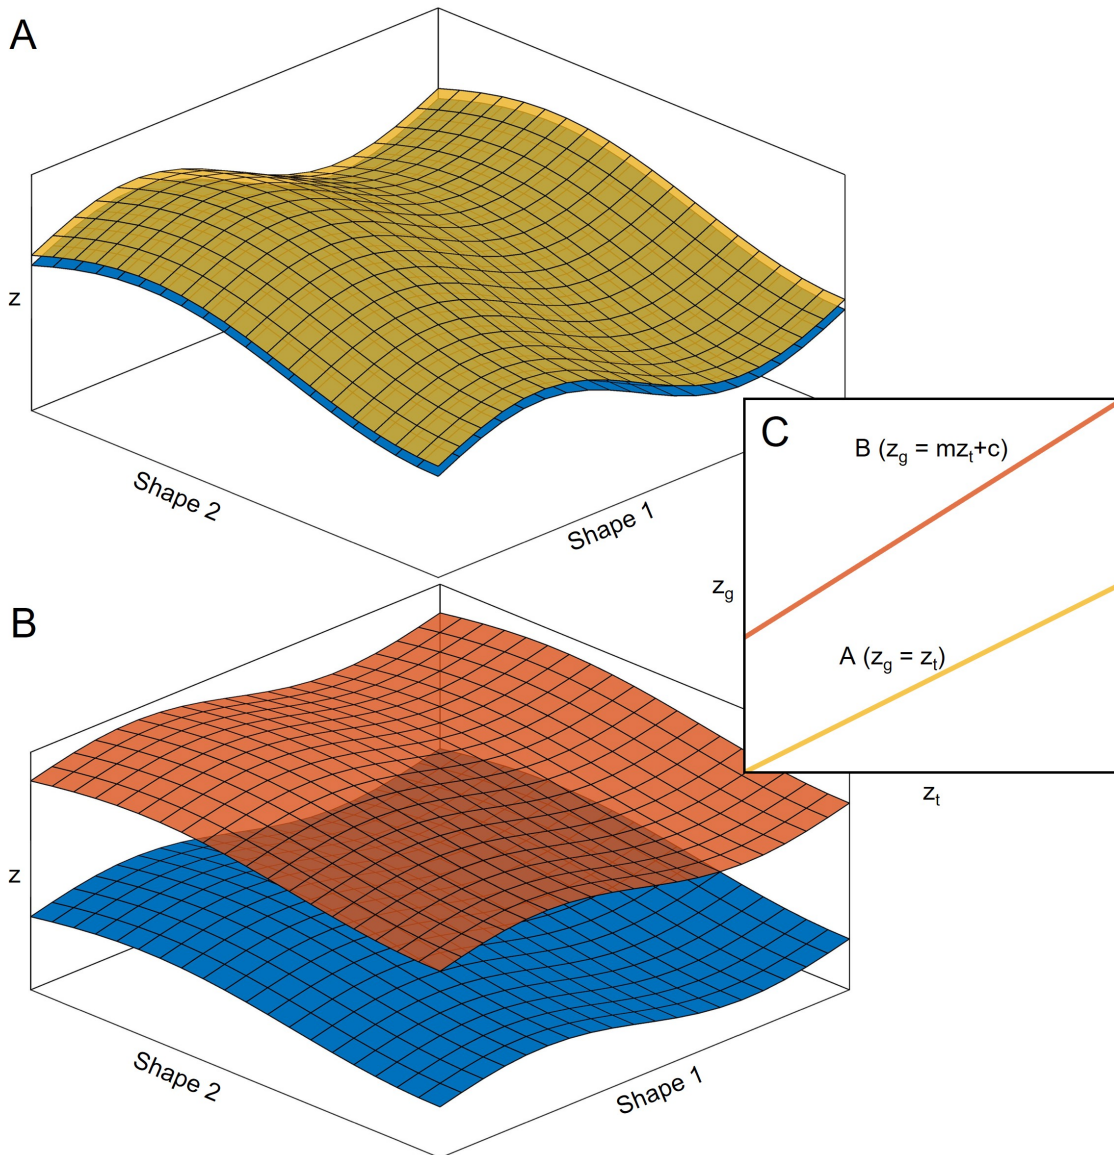 A
z
Shape 2
Shape 1
C
B (z_g = mz_t+c)
z_g
A (z_g = z_t)
z_t
B
z
Shape 2
Shape 1